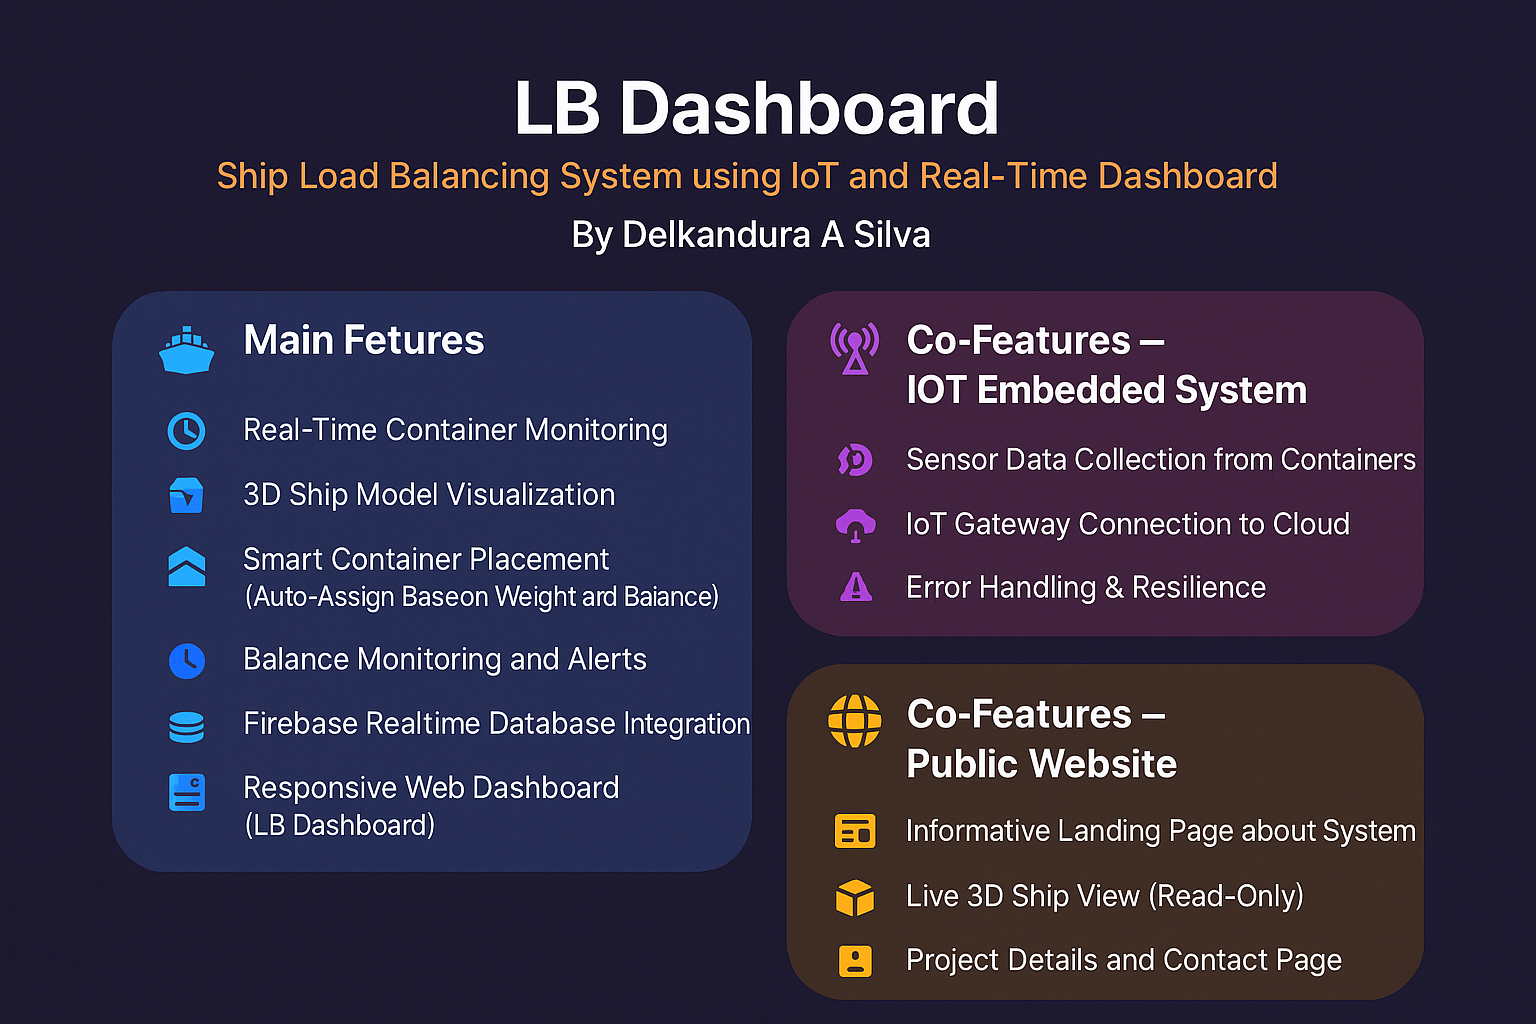 LB Dashboard
Ship Load Balancing System using IoT and Real-Time Dashboard
By Delkandura A Silva
Main Fetures
Real-Time Container Monitoring
3D Ship Model Visualization
Smart Container Placement
(Auto-Assign Baseon Weight ard Baiance)
Balance Monitoring and Alerts
Firebase Realtime Database Integration
Responsive Web Dashboard
(LB Dashboard)
Co-Features –
IOT Embedded System
Sensor Data Collection from Containers
IoT Gateway Connection to Cloud
Error Handling & Resilience
Co-Features –
Public Website
Informative Landing Page about System
Live 3D Ship View (Read-Only)
Project Details and Contact Page